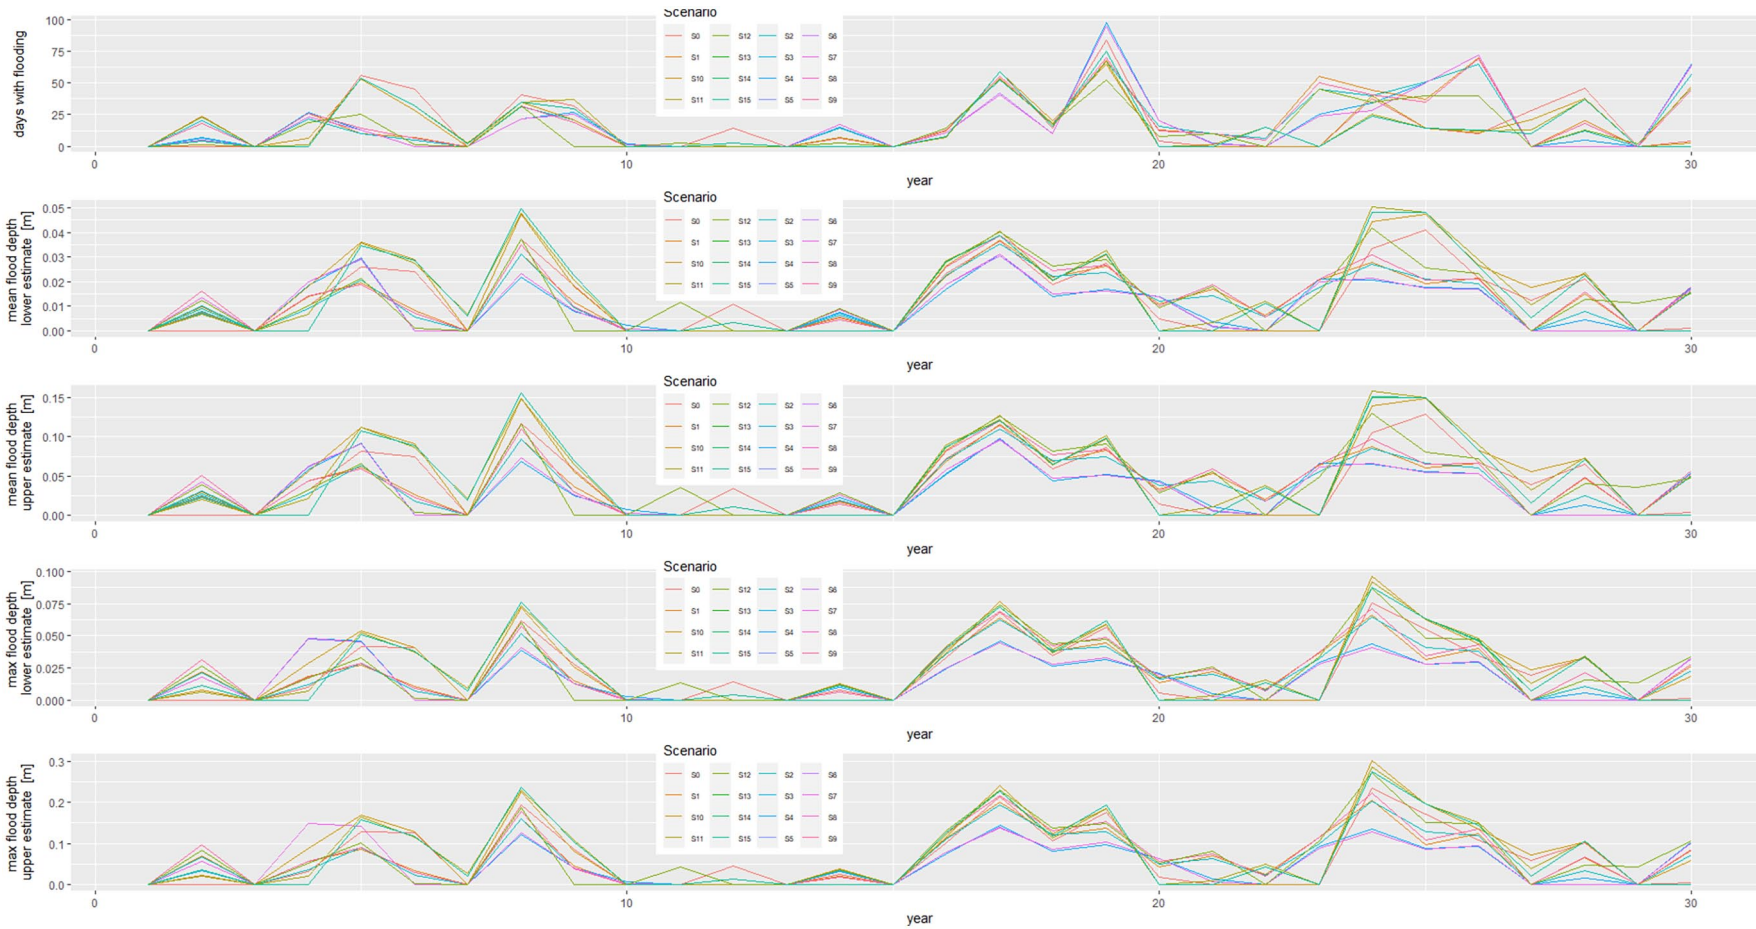 Scenario
S0 S12 S2 S6
S1 S13 S3 S7
S10 S14 S4 S8
S11 S15 S5 S9
days with flooding
100
75
50
25
0
0 10 20 30
year
Scenario
S0 S12 S2 S6
S1 S13 S3 S7
S10 S14 S4 S8
S11 S15 S5 S9
mean flood depth
lower estimate [m]
0.05
0.04
0.03
0.02
0.01
0.00
0 10 20 30
year
Scenario
S0 S12 S2 S6
S1 S13 S3 S7
S10 S14 S4 S8
S11 S15 S5 S9
mean flood depth
upper estimate [m]
0.15
0.10
0.05
0.00
0 10 20 30
year
Scenario
S0 S12 S2 S6
S1 S13 S3 S7
S10 S14 S4 S8
S11 S15 S5 S9
max flood depth
lower estimate [m]
0.100
0.075
0.050
0.025
0.000
0 10 20 30
year
Scenario
S0 S12 S2 S6
S1 S13 S3 S7
S10 S14 S4 S8
S11 S15 S5 S9
max flood depth
upper estimate [m]
0.3
0.2
0.1
0.0
0 10 20 30
year